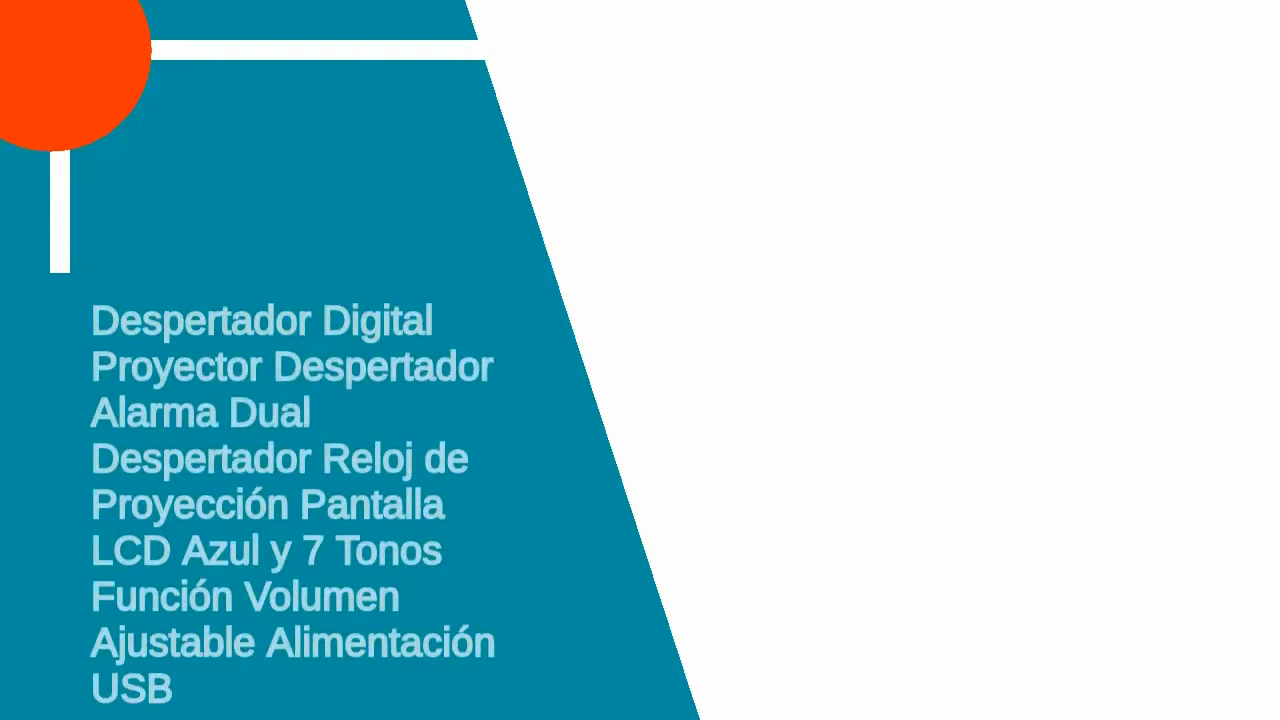 Despertador Digital
Proyector Despertador
Alarma Dual
Despertador Reloj de
Proyección Pantalla
LCD Azul y 7 Tonos
Función Volumen
Ajustable Alimentación
USB